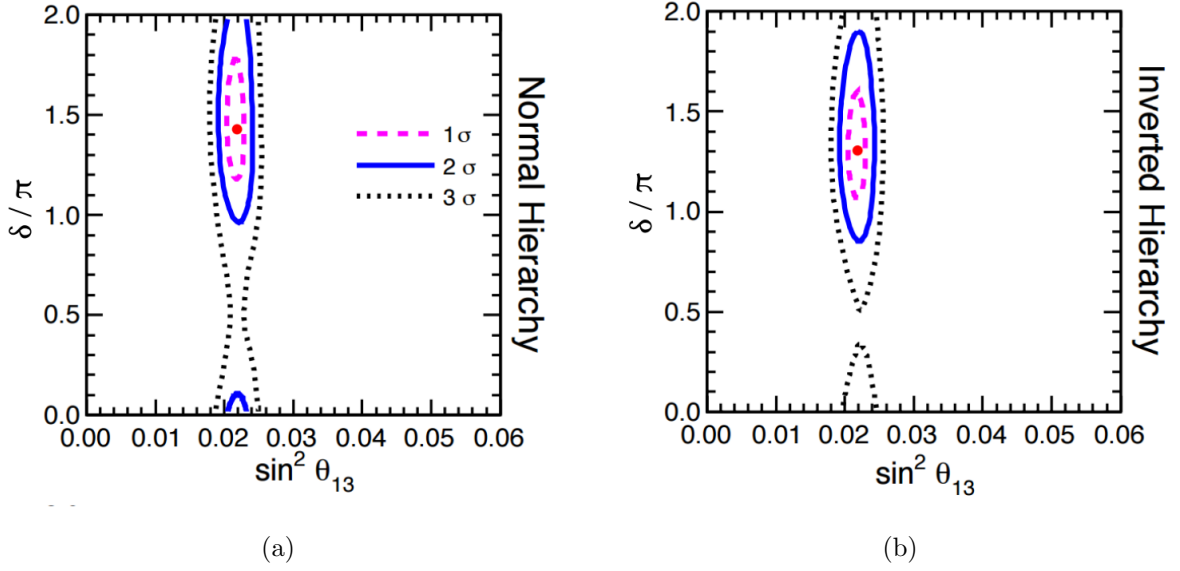 2.0
1.5
1.0
0.5
0.0
δ / π
0.00 0.01 0.02 0.03 0.04 0.05 0.06
sin² θ₁₃
Normal Hierarchy
1σ
2 σ
3 σ
(a)
2.0
1.5
1.0
0.5
0.0
δ / π
0.00 0.01 0.02 0.03 0.04 0.05 0.06
sin² θ₁₃
Inverted Hierarchy
(b)